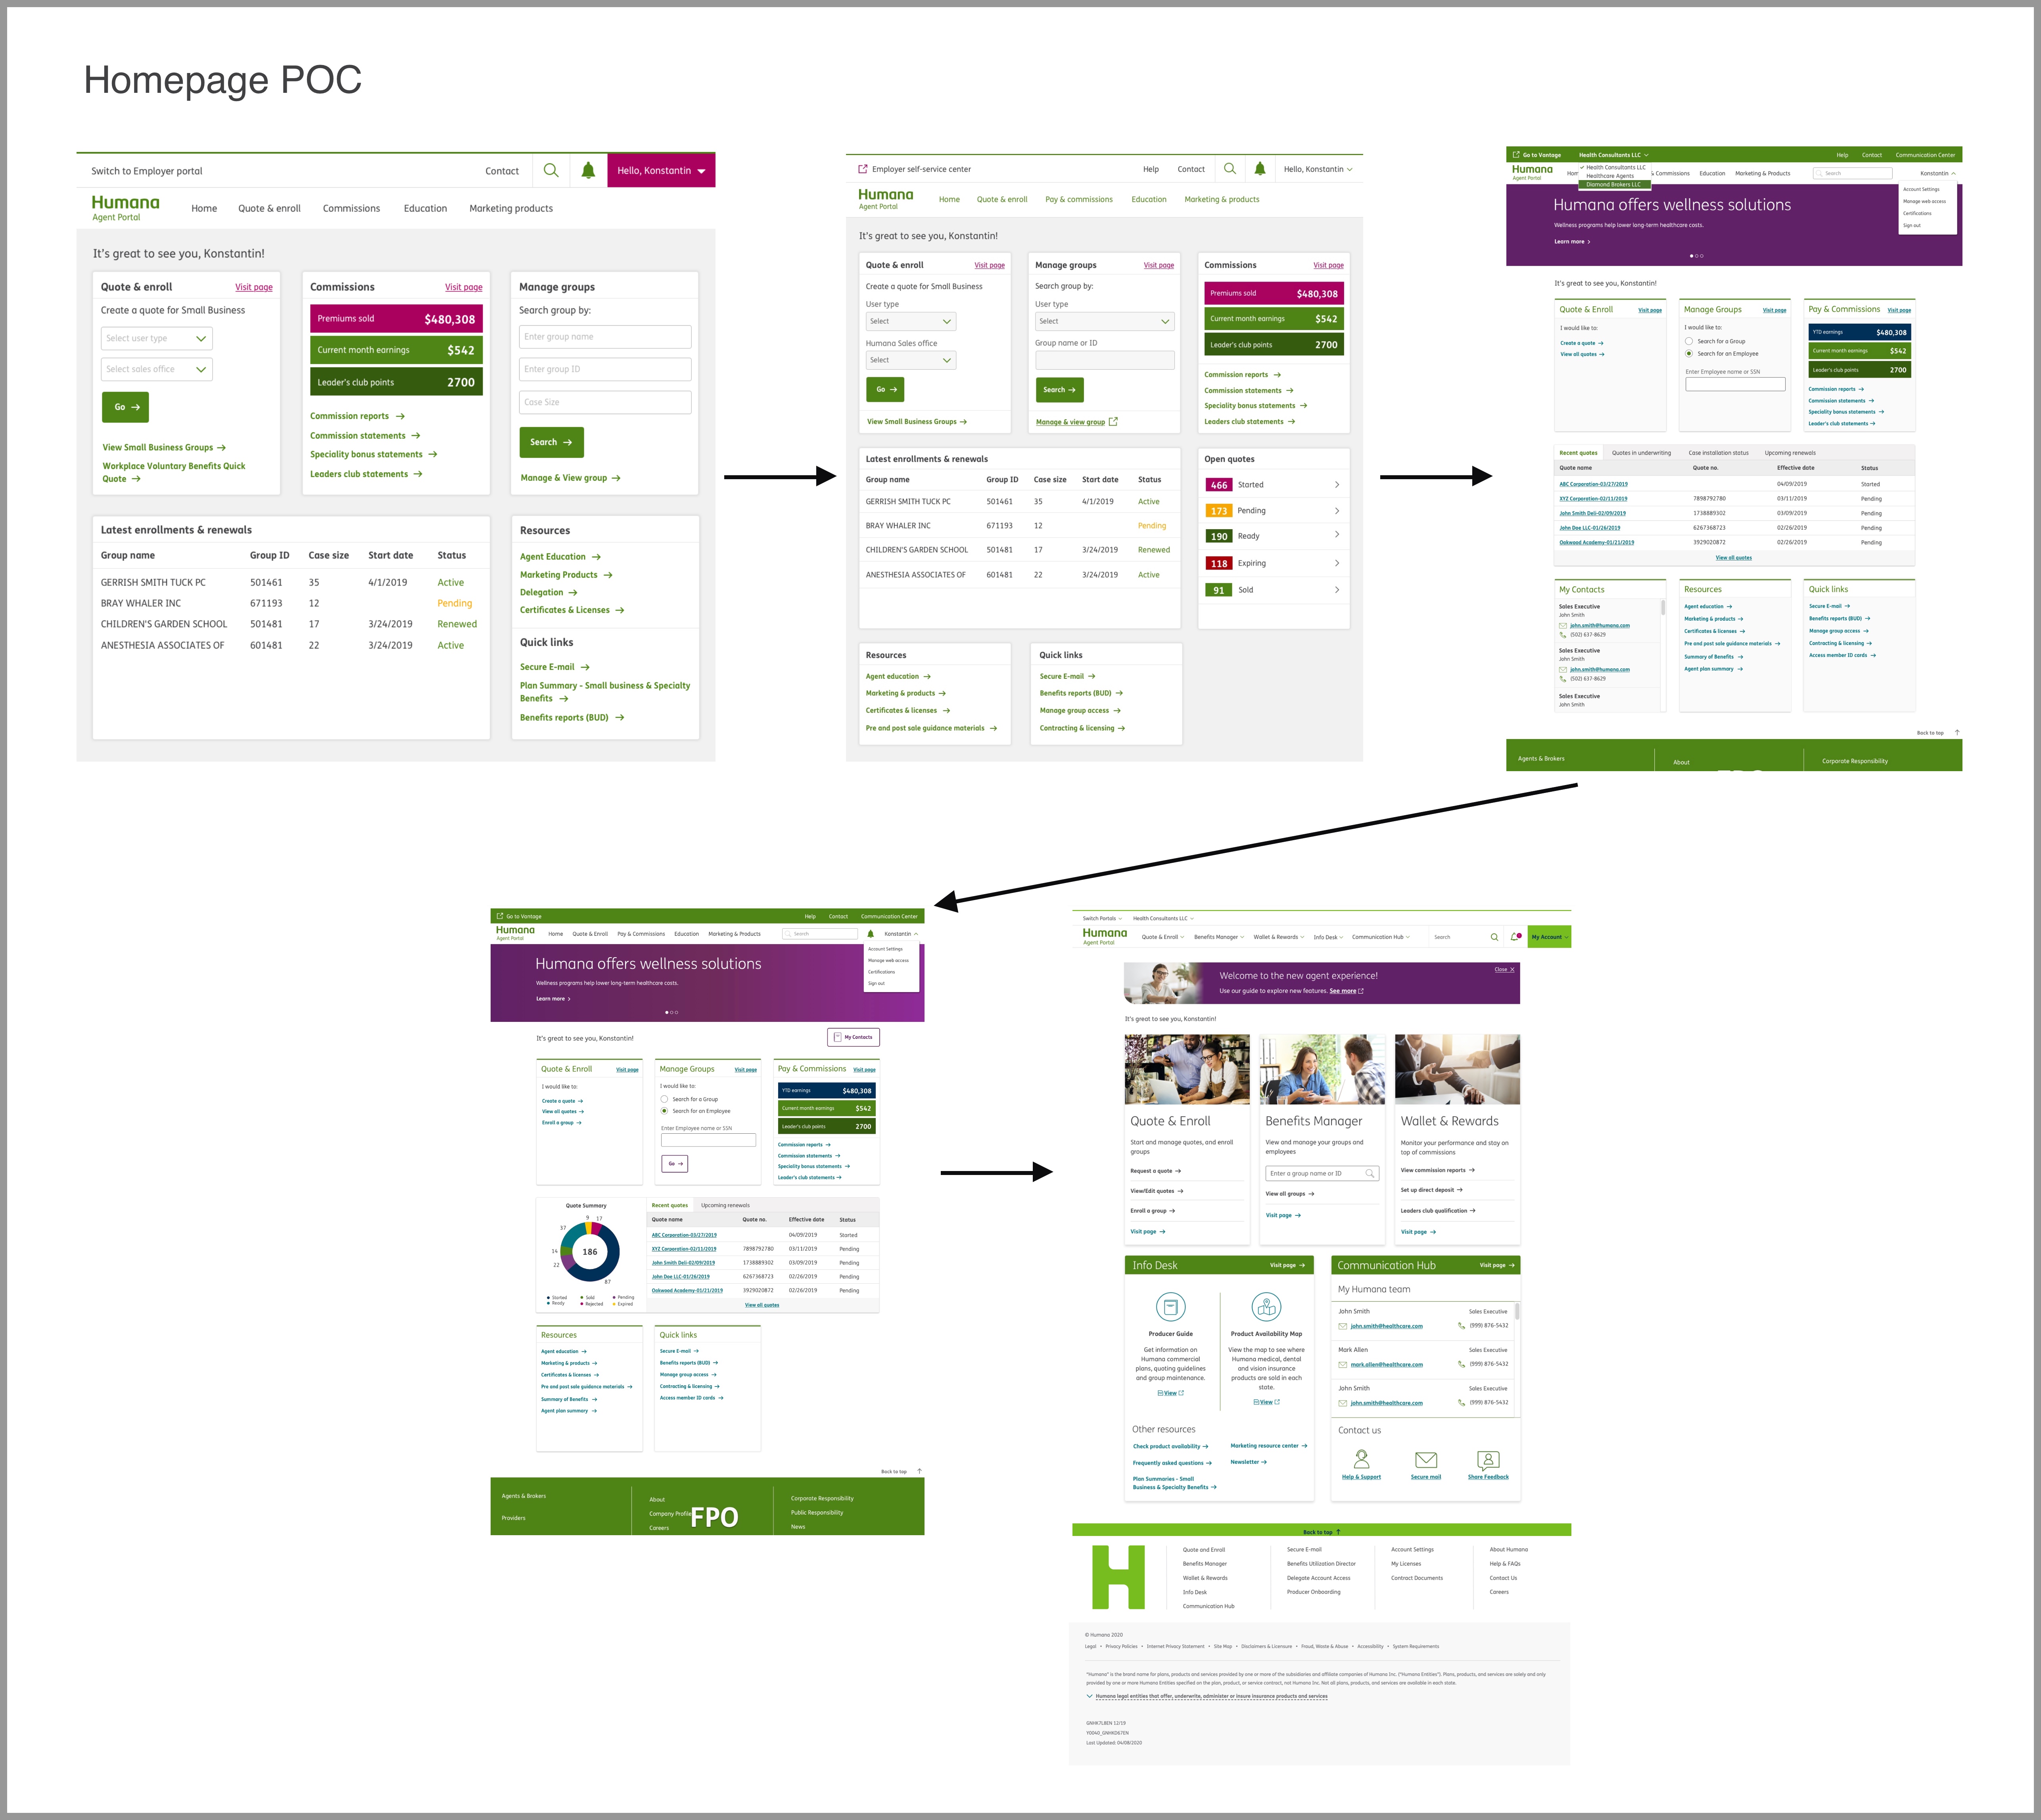 Homepage POC
Switch to Employer portal
Contact
Hello, Konstantin
Humana
Agent Portal
Home Quote & enroll Commissions Education Marketing products
It's great to see you, Konstantin!
Quote & enroll Visit page
Create a quote for Small Business
Select user type
Select sales office
Go
View Small Business Groups
Workplace Voluntary Benefits Quick
Quote
Commissions Visit page
Premiums sold $480,308
Current month earnings $542
Leader's club points 2700
Commission reports
Commission statements
Speciality bonus statements
Leaders club statements
Manage groups
Search group by:
Enter group name
Enter group ID
Case Size
Search
Manage & View group
Latest enrollments & renewals
Group name Group ID Case size Start date Status
GERRISH SMITH TUCK PC 501461 35 4/1/2019 Active
BRAY WHALER INC 671193 12 Pending
CHILDREN'S GARDEN SCHOOL 501481 17 3/24/2019 Renewed
ANESTHESIA ASSOCIATES OF 601481 22 3/24/2019 Active
Resources
Agent Education
Marketing Products
Delegation
Certificates & Licenses
Quick links
Secure E-mail
Plan Summary - Small business & Specialty
Benefits
Benefits reports (BUD)
Employer self-service center
Help Contact
Hello, Konstantin
Humana
Agent Portal
Home Quote & enroll Pay & commissions Education Marketing & products
It's great to see you, Konstantin!
Quote & enroll Visit page
Create a quote for Small Business
User type
Select
Humana Sales office
Select
Go
View Small Business Groups
Manage groups Visit page
Search group by:
User type
Select
Group name or ID
Search
Manage & view group
Commissions Visit page
Premiums sold $480,308
Current month earnings $542
Leader's club points 2700
Commission reports
Commission statements
Speciality bonus statements
Leaders club statements
Latest enrollments & renewals
Group name Group ID Case size Start date Status
GERRISH SMITH TUCK PC 501461 35 4/1/2019 Active
BRAY WHALER INC 671193 12 Pending
CHILDREN'S GARDEN SCHOOL 501481 17 3/24/2019 Renewed
ANESTHESIA ASSOCIATES OF 601481 22 3/24/2019 Active
Open quotes
466 Started
173 Pending
190 Ready
118 Expiring
91 Sold
Resources
Agent education
Marketing & products
Certificates & licenses
Pre and post sale guidance materials
Quick links
Secure E-mail
Benefits reports (BUD)
Manage group access
Contracting & licensing
Go to Vantage Health Consultants LLC
Help Contact Communication Center
Health Consultants LLC
Healthcare Agents
Diamond Brokers LLC
Humana
Agent Portal
Hom & Commissions Education Marketing & Products
Search
Konstantin
Account Settings
Manage web access
Certifications
Sign out
Humana offers wellness solutions
Wellness programs help lower long-term healthcare costs.
Learn more
It's great to see you, Konstantin!
Quote & Enroll Visit page
I would like to:
Create a quote
View all quotes
Manage Groups Visit page
I would like to:
Search for a Group
Search for an Employee
Enter Employee name or SSN
Pay & Commissions Visit page
YTD earnings $480,308
Current month earnings $542
Leader's club points 2700
Commission reports
Commission statements
Speciality bonus statements
Leader's club statements
Recent quotes Quotes in underwriting Case installation status Upcoming renewals
Quote name Quote no. Effective date Status
ABC Corporation-03/27/2019 04/09/2019 Started
XYZ Corporation-02/11/2019 7898792780 03/11/2019 Pending
John Smith Deli-02/09/2019 1738889302 03/09/2019 Pending
John Doe LLC-01/26/2019 6267368723 02/26/2019 Pending
Oakwood Academy-01/21/2019 3929020872 02/26/2019 Pending
View all quotes
My Contacts
Sales Executive
John Smith
john.smith@humana.com
(502) 637-8629
Sales Executive
John Smith
john.smith@humana.com
(502) 637-8629
Sales Executive
John Smith
Resources
Agent education
Marketing & products
Certificates & licenses
Pre and post sale guidance materials
Summary of Benefits
Agent plan summary
Quick links
Secure E-mail
Benefits reports (BUD)
Manage group access
Contracting & licensing
Access member ID cards
Back to top
Agents & Brokers
About
Corporate Responsibility
Go to Vantage
Help Contact Communication Center
Humana
Agent Portal
Home Quote & Enroll Pay & Commissions Education Marketing & Products
Search
Konstantin
Account Settings
Manage web access
Certifications
Sign out
Humana offers wellness solutions
Wellness programs help lower long-term healthcare costs.
Learn more
It's great to see you, Konstantin!
My Contacts
Quote & Enroll Visit page
I would like to:
Create a quote
View all quotes
Enroll a group
Manage Groups Visit page
I would like to:
Search for a Group
Search for an Employee
Enter Employee name or SSN
Go
Pay & Commissions Visit page
YTD earnings $480,308
Current month earnings $542
Leader's club points 2700
Commission reports
Commission statements
Speciality bonus statements
Leader's club statements
Quote Summary
9 17
37
14
186
22
87
Started Sold Pending
Ready Rejected Expired
Recent quotes Upcoming renewals
Quote name Quote no. Effective date Status
ABC Corporation-03/27/2019 04/09/2019 Started
XYZ Corporation-02/11/2019 7898792780 03/11/2019 Pending
John Smith Deli-02/09/2019 1738889302 03/09/2019 Pending
John Doe LLC-01/26/2019 6267368723 02/26/2019 Pending
Oakwood Academy-01/21/2019 3929020872 02/26/2019 Pending
View all quotes
Resources
Agent education
Marketing & products
Certificates & licenses
Pre and post sale guidance materials
Summary of Benefits
Agent plan summary
Quick links
Secure E-mail
Benefits reports (BUD)
Manage group access
Contracting & licensing
Access member ID cards
Back to top
Agents & Brokers
Providers
About
Company Profile
Careers
FPO
Corporate Responsibility
Public Responsibility
News
Switch Portals Health Consultants LLC
Humana
Agent Portal
Quote & Enroll Benefits Manager Wallet & Rewards Info Desk Communication Hub
Search
My Account
Welcome to the new agent experience!
Use our guide to explore new features. See more
Close X
It's great to see you, Konstantin!
Quote & Enroll
Start and manage quotes, and enroll
groups
Request a quote
View/Edit quotes
Enroll a group
Visit page
Benefits Manager
View and manage your groups and
employees
Enter a group name or ID
View all groups
Visit page
Wallet & Rewards
Monitor your performance and stay on
top of commissions
View commission reports
Set up direct deposit
Leaders club qualification
Visit page
Info Desk Visit page
Producer Guide
Get information on
Humana commercial
plans, quoting guidelines
and group maintenance.
View
Product Availability Map
View the map to see where
Humana medical, dental
and vision insurance
products are sold in each
state.
View
Other resources
Check product availability
Frequently asked questions
Plan Summaries - Small
Business & Specialty Benefits
Marketing resource center
Newsletter
Communication Hub Visit page
My Humana team
John Smith Sales Executive
john.smith@healthcare.com (999) 876-5432
Mark Allen Sales Executive
mark.allen@healthcare.com (999) 876-5432
John Smith Sales Executive
john.smith@healthcare.com (999) 876-5432
Contact us
Help & Support Secure mail Share Feedback
Back to top
H
Quote and Enroll
Benefits Manager
Wallet & Rewards
Info Desk
Communication Hub
Secure E-mail
Benefits Utilization Director
Delegate Account Access
Producer Onboarding
Account Settings
My Licenses
Contract Documents
About Humana
Help & FAQs
Contact Us
Careers
© Humana 2020
Legal • Privacy Policies • Internet Privacy Statement • Site Map • Disclaimers & Licensure • Fraud, Waste & Abuse • Accessibility • System Requirements
"Humana" is the brand name for plans, products and services provided by one or more of the subsidiaries and affiliate companies of Humana Inc. ("Humana Entities"). Plans, products, and services are solely and only
provided by one or more Humana Entities specified on the plan, product, or service contract, not Humana Inc. Not all plans, products, and services are available in each state.
Humana legal entities that offer, underwrite, administer or insure insurance products and services
GNHK7L8EN 12/19
Y0040_GNHKD67EN
Last Updated: 04/08/2020